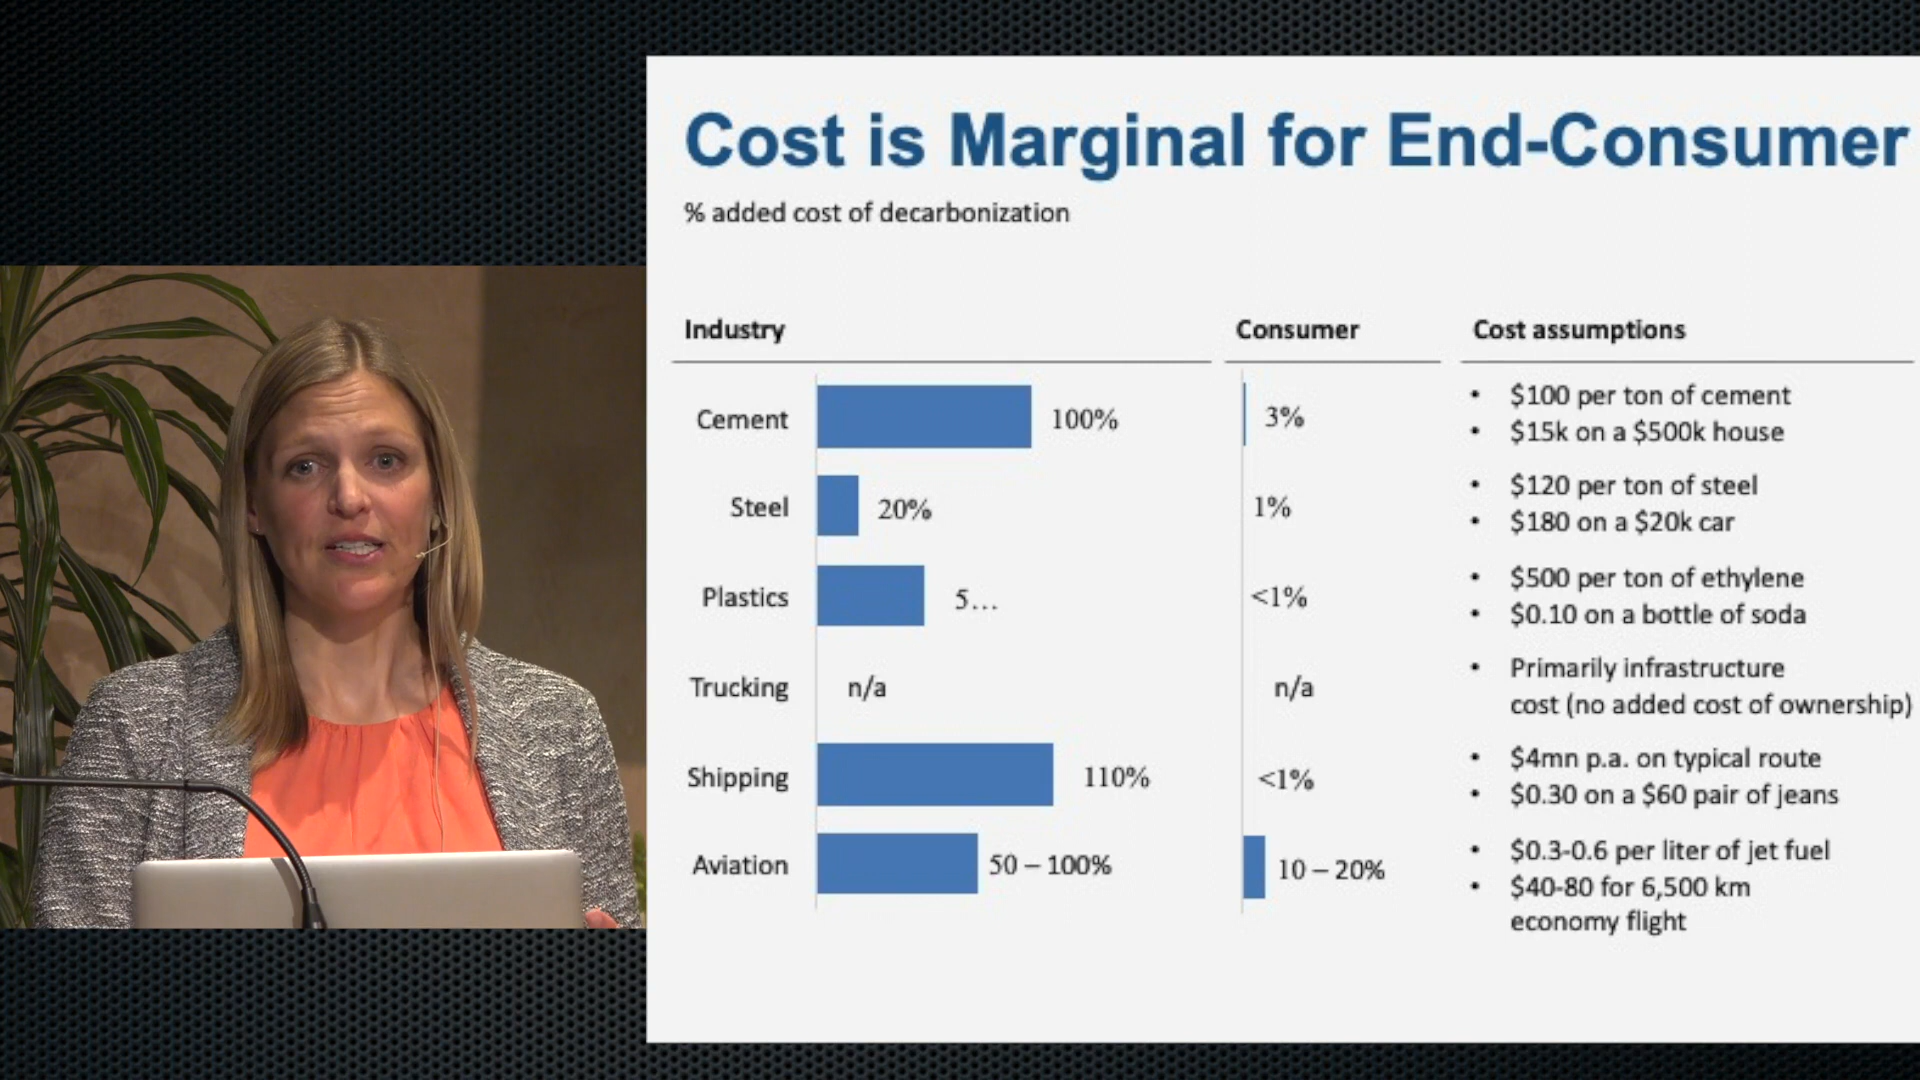 Cost is Marginal for End-Consumer
% added cost of decarbonization
Industry
Consumer
Cost assumptions
Cement
100%
3%
• $100 per ton of cement
• $15k on a $500k house
Steel
20%
1%
• $120 per ton of steel
• $180 on a $20k car
Plastics
5...
<1%
• $500 per ton of ethylene
• $0.10 on a bottle of soda
Trucking
n/a
n/a
• Primarily infrastructure
cost (no added cost of ownership)
Shipping
110%
<1%
• $4mn p.a. on typical route
• $0.30 on a $60 pair of jeans
Aviation
50 – 100%
10 – 20%
• $0.3-0.6 per liter of jet fuel
• $40-80 for 6,500 km
economy flight